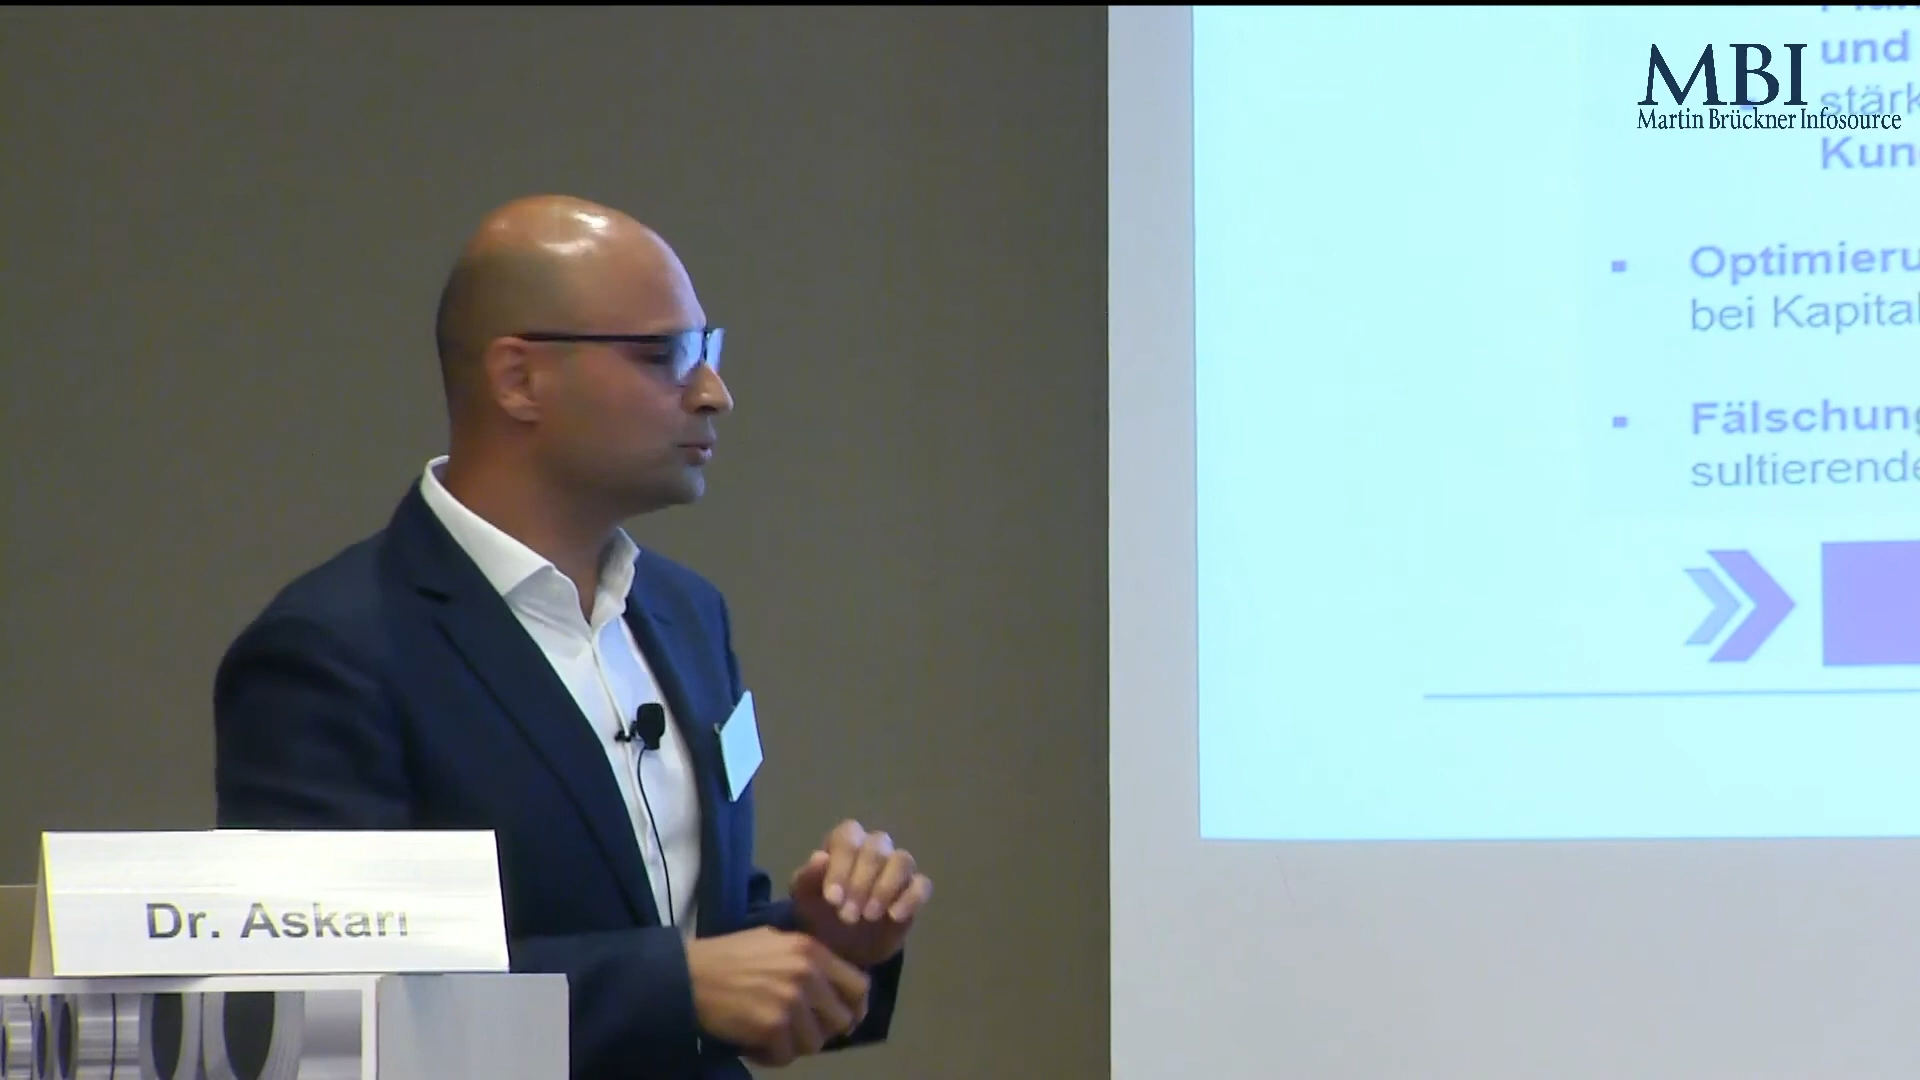 MBI
Martin Brückner Infosource
und
stärk
Kun
Optimieru
bei Kapital
Fälschung
sultierende
Dr. Askari